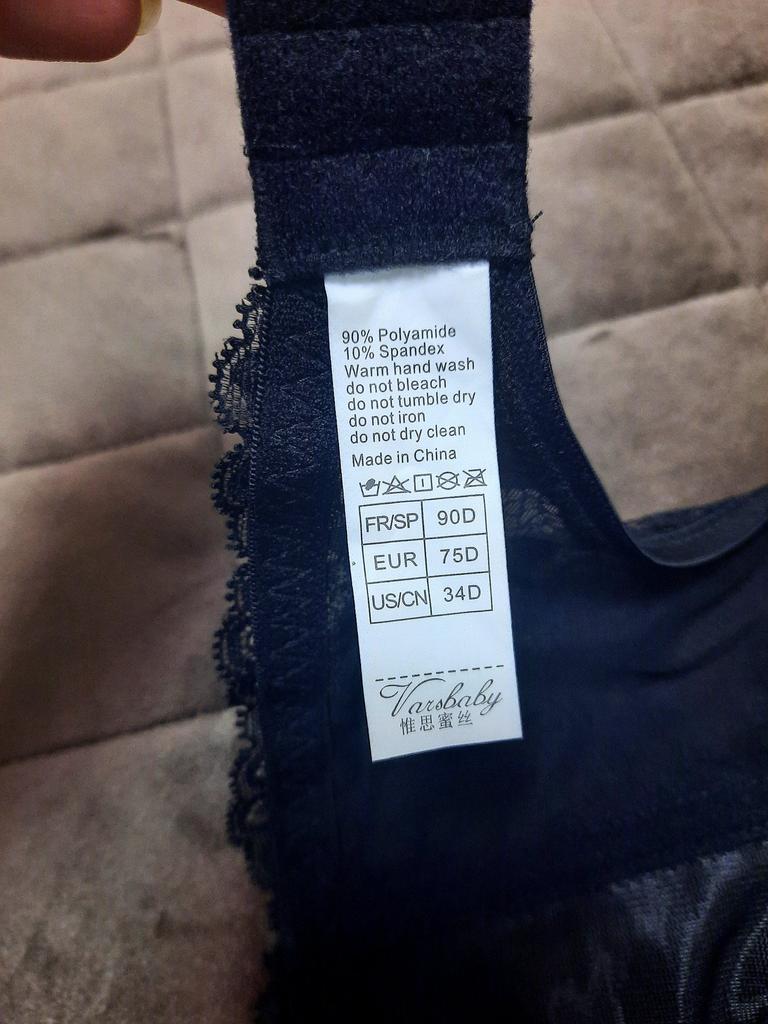 90% Polyamide
10% Spandex
Warm hand wash
do not bleach
do not tumble dry
do not iron
do not dry clean
Made in China
FR/SP 90D
EUR 75D
US/CN 34D
Varsbaby
惟思蜜丝